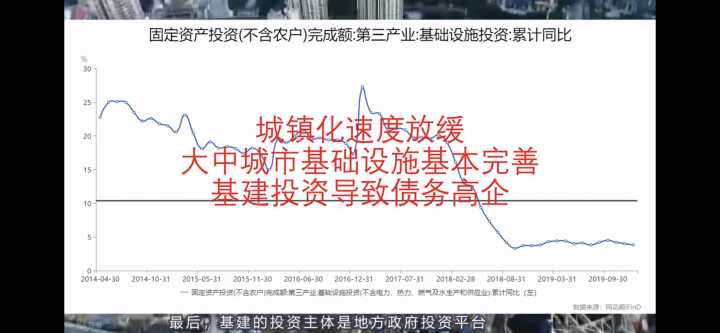 固定资产投资(不含农户)完成额:第三产业:基础设施投资:累计同比
%
30
25
20
15
10
5
0
城镇化速度放缓
大中城市基础设施基本完善
基建投资导致债务高企
2014-04-30 2014-10-31 2015-05-31 2015-11-30 2016-06-30 2016-12-31 2017-07-31 2018-02-28 2018-08-31 2019-03-31 2019-09-30
固定资产投资(不含农户)完成额:第三产业:基础设施投资(不含电力、热力、燃气及水生产和供应业):累计同比 (左)
数据来源：同花顺iFinD
最后，基建的投资主体是地方政府投资平台